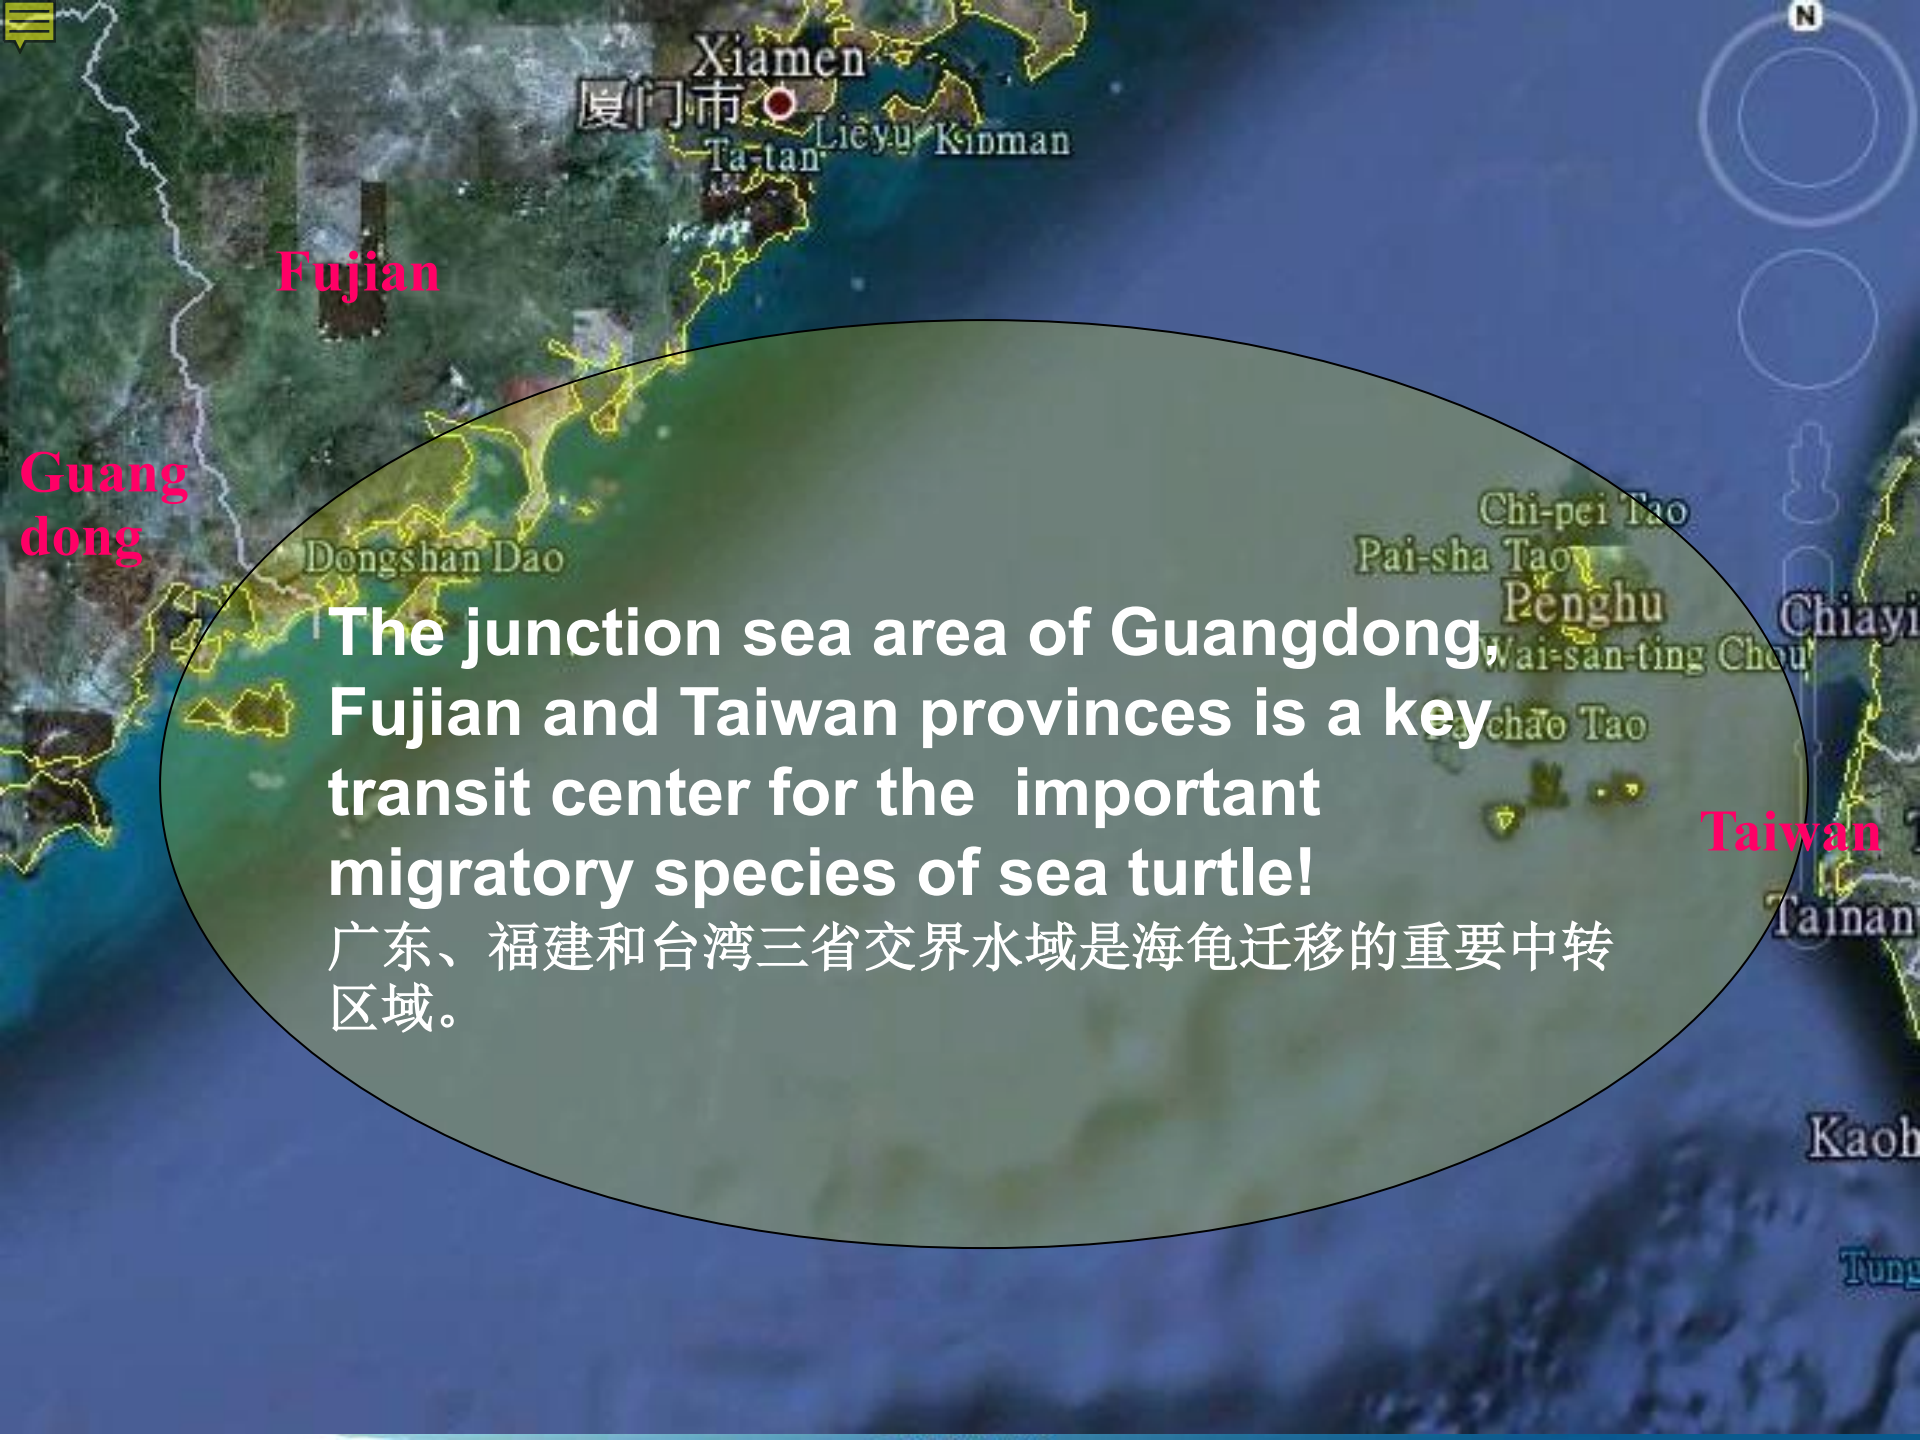 N
Xiamen
厦门市
Lieyu
Kinman
Ta-tan
Fujian
Guang
dong
Chi-pei Tao
Pai-sha Tao
Dongshan Dao
Penghu
Chiayi
The junction sea area of Guangdong,
Wai-san-ting Chou
Fujian and Taiwan provinces is a key
chao Tao
transit center for the important
Taiwan
migratory species of sea turtle!
Tainan
广东、福建和台湾三省交界水域是海龟迁移的重要中转
区域。
Kaoh
Tung